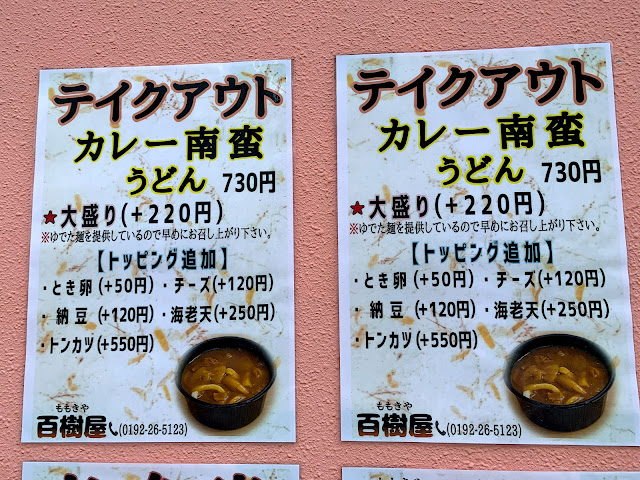 テイクアウト
カレー南蛮
うどん 730円
★大盛り(+220円)
※ゆでた麺を提供しているので早めにお召し上がり下さい。
【トッピング追加】
・とき卵(+50円)・チーズ(+120円)
・納豆(+120円)・海老天(+250円)
・トンカツ(+550円)
ももきや
百樹屋(0192-26-5123)
テイクアウト
カレー南蛮
うどん 730円
★大盛り(+220円)
※ゆでた麺を提供しているので早めにお召し上がり下さい。
【トッピング追加】
・とき卵(+50円)・チーズ(+120円)
・納豆(+120円)・海老天(+250円)
・トンカツ(+550円)
ももきや
百樹屋(0192-26-5123)